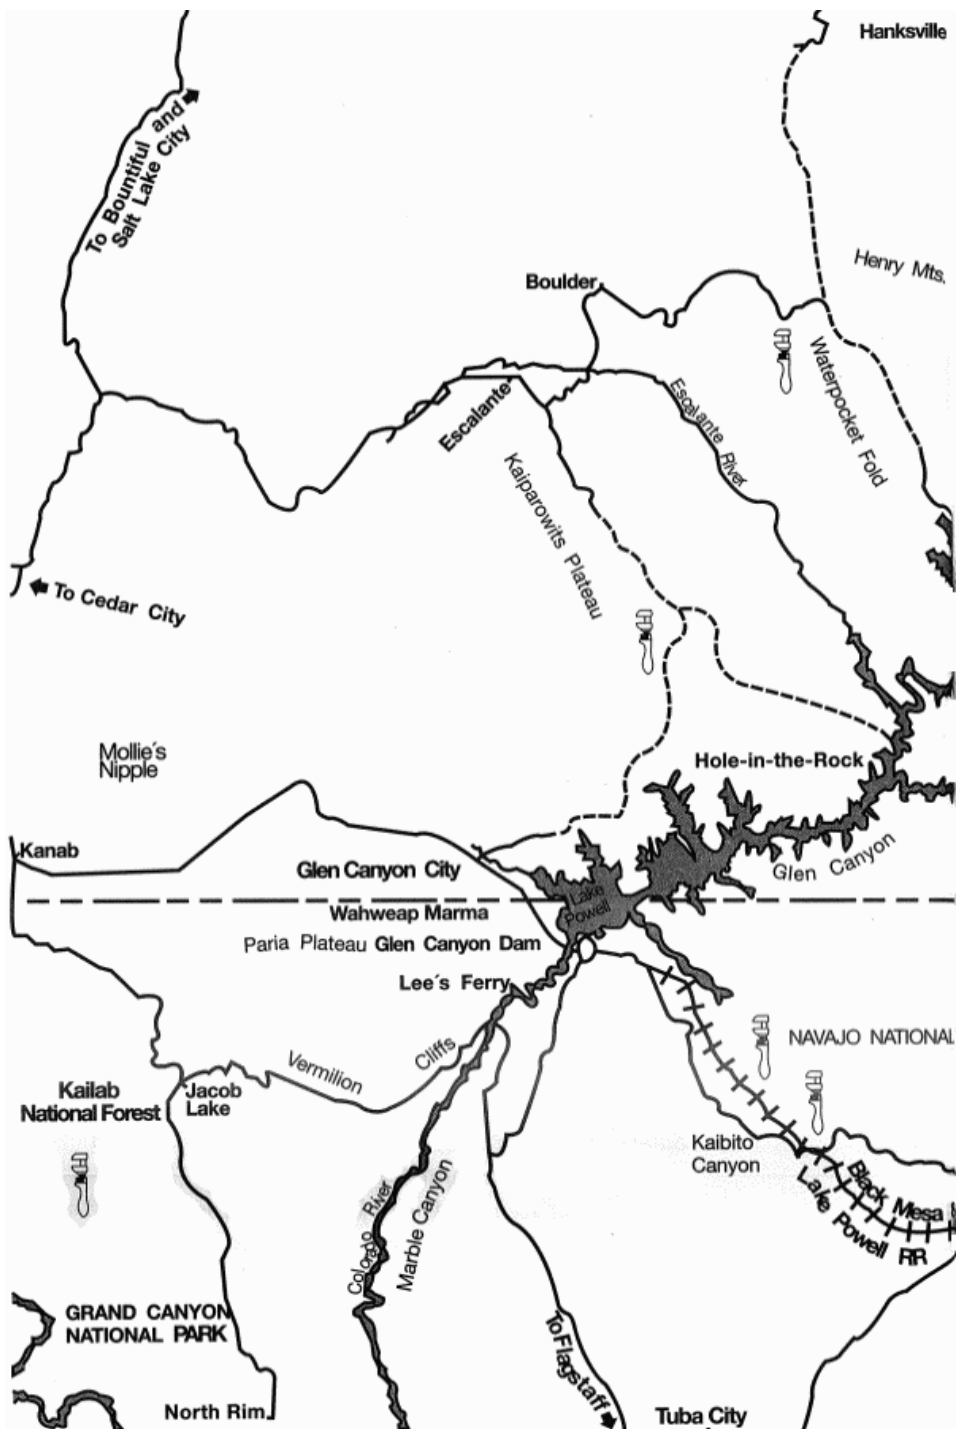 Hanksville
To Bountiful and
Salt Lake City
Henry Mts.
Boulder
Waterpocket Fold
Escalante
Escalante River
Kaiparowits Plateau
To Cedar City
Mollie's
Nipple
Hole-in-the-Rock
Kanab
Glen Canyon City
Glen Canyon
Lake
Powell
Wahweap Marma
Paria Plateau Glen Canyon Dam
Lee's Ferry
NAVAJO NATIONAL
Vermilion Cliffs
Kailab
National Forest
Jacob
Lake
Kaibito
Canyon
Black Mesa
Lake Powell RR
Colorado River
Marble Canyon
GRAND CANYON
NATIONAL PARK
To Flagstaff
North Rim
Tuba City